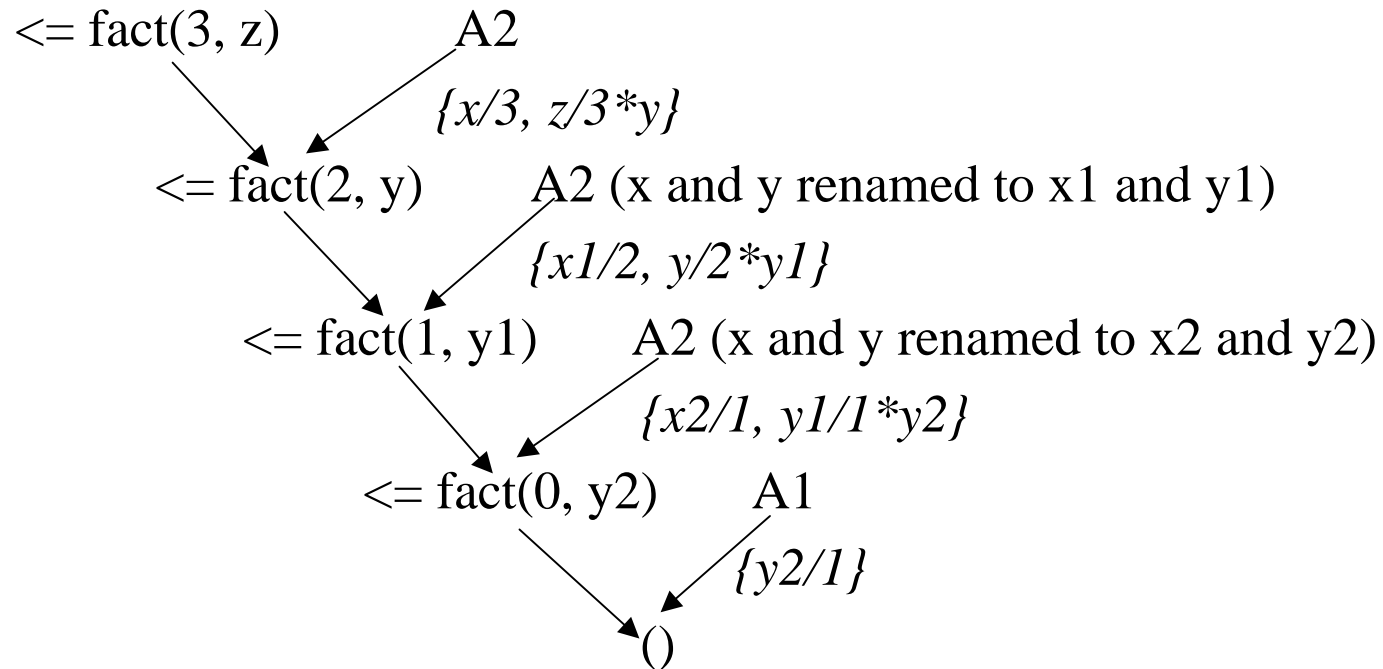 <= fact(3, z) A2
{x/3, z/3*y}
<= fact(2, y) A2 (x and y renamed to x1 and y1)
{x1/2, y/2*y1}
<= fact(1, y1) A2 (x and y renamed to x2 and y2)
{x2/1, y1/1*y2}
<= fact(0, y2) A1
{y2/1}
()